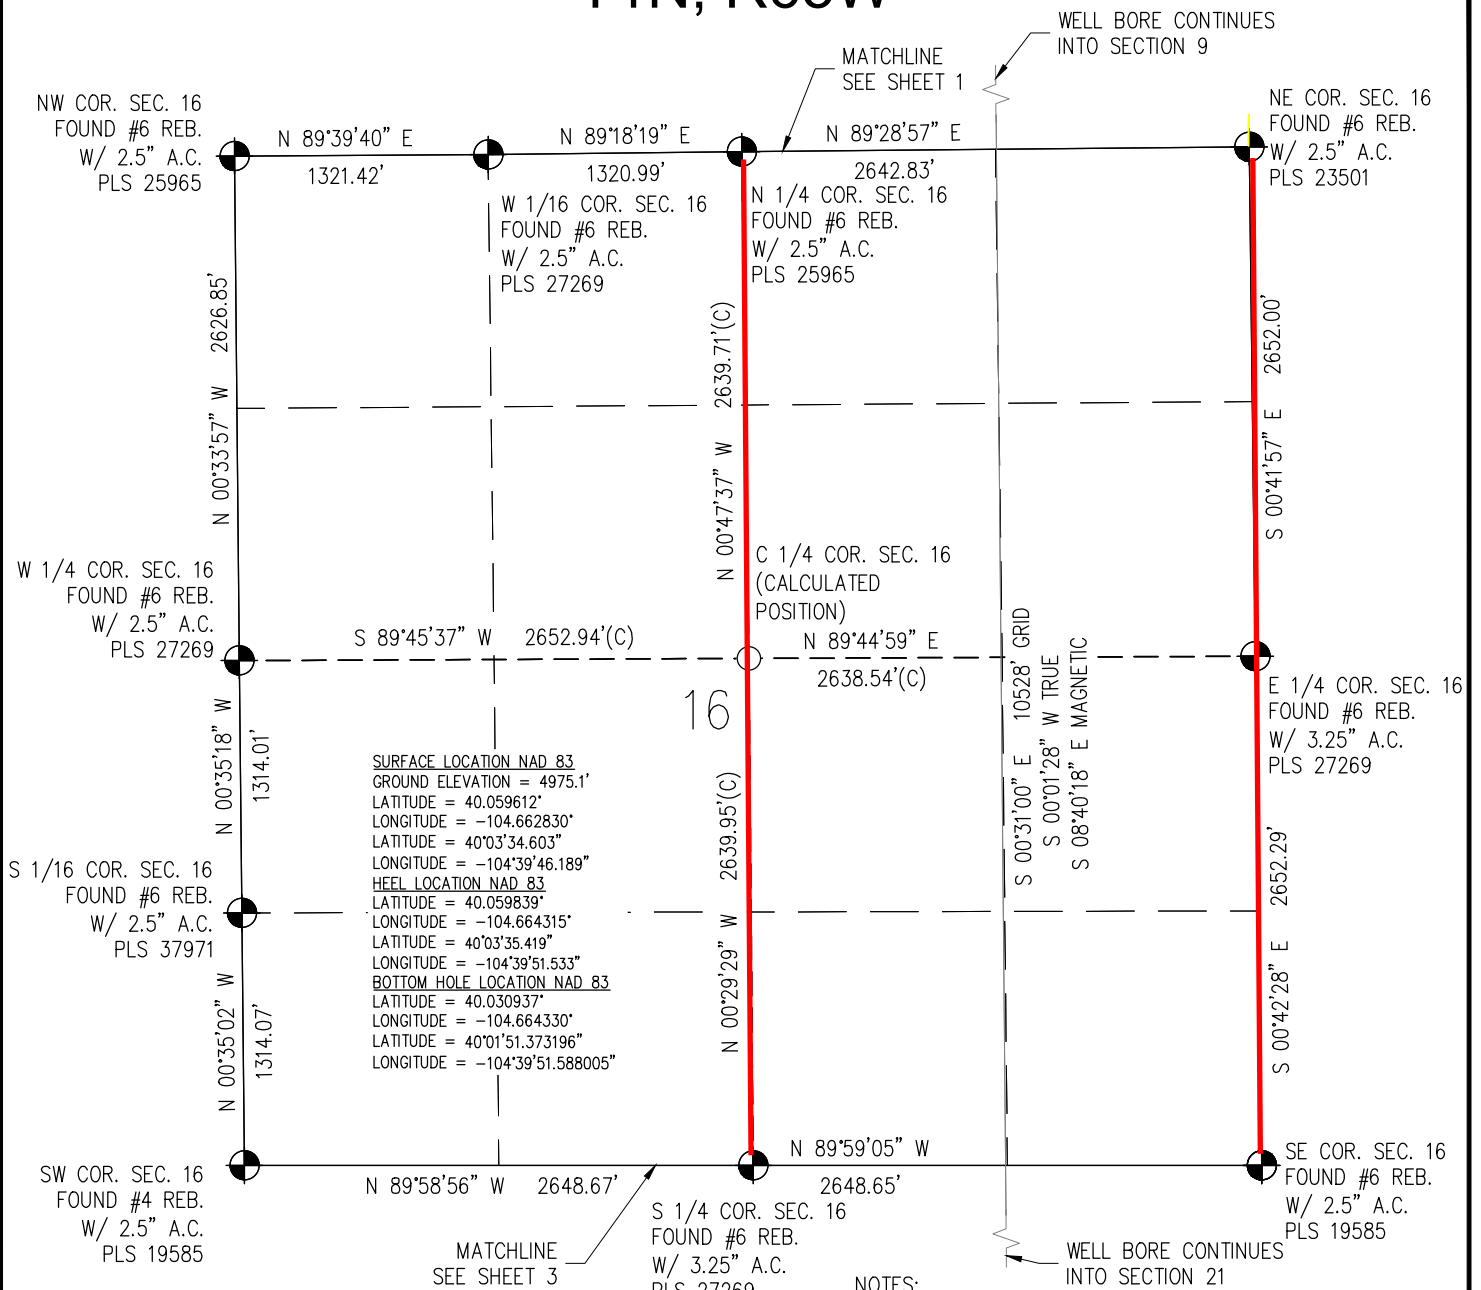 WELL BORE CONTINUES
INTO SECTION 9
MATCHLINE
SEE SHEET 1
NW COR. SEC. 16
FOUND #6 REB.
W/ 2.5" A.C.
PLS 25965
N 89°39'40" E
1321.42'
N 89°18'19" E
1320.99'
N 89°28'57" E
2642.83'
NE COR. SEC. 16
FOUND #6 REB.
W/ 2.5" A.C.
PLS 23501
W 1/16 COR. SEC. 16
FOUND #6 REB.
W/ 2.5" A.C.
PLS 27269
N 1/4 COR. SEC. 16
FOUND #6 REB.
W/ 2.5" A.C.
PLS 25965
N 00°33'57" W 2626.85'
N 00°47'37" W 2639.71'(C)
S 00°41'57" E 2652.00'
W 1/4 COR. SEC. 16
FOUND #6 REB.
W/ 2.5" A.C.
PLS 27269
C 1/4 COR. SEC. 16
(CALCULATED
POSITION)
S 89°45'37" W 2652.94'(C)
N 89°44'59" E
2638.54'(C)
16
S 00°31'00" E 10528' GRID
S 00°01'28" W TRUE
S 08°40'18" E MAGNETIC
E 1/4 COR. SEC. 16
FOUND #6 REB.
W/ 3.25" A.C.
PLS 27269
N 00°35'18" W
1314.01'
SURFACE LOCATION NAD 83
GROUND ELEVATION = 4975.1'
LATITUDE = 40.059612°
LONGITUDE = -104.662830°
LATITUDE = 40°03'34.603"
LONGITUDE = -104°39'46.189"
HEEL LOCATION NAD 83
LATITUDE = 40.059839°
LONGITUDE = -104.664315°
LATITUDE = 40°03'35.419"
LONGITUDE = -104°39'51.533"
BOTTOM HOLE LOCATION NAD 83
LATITUDE = 40.030937°
LONGITUDE = -104.664330°
LATITUDE = 40°01'51.373196"
LONGITUDE = -104°39'51.588005"
N 00°29'29" W 2639.95'(C)
S 00°42'28" E 2652.29'
S 1/16 COR. SEC. 16
FOUND #6 REB.
W/ 2.5" A.C.
PLS 37971
N 00°35'02" W
1314.07'
SW COR. SEC. 16
FOUND #4 REB.
W/ 2.5" A.C.
PLS 19585
N 89°58'56" W 2648.67'
N 89°59'05" W
2648.65'
SE COR. SEC. 16
FOUND #6 REB.
W/ 2.5" A.C.
PLS 19585
S 1/4 COR. SEC. 16
FOUND #6 REB.
W/ 3.25" A.C.
PLS 27269
MATCHLINE
SEE SHEET 3
WELL BORE CONTINUES
INTO SECTION 21
NOTES: